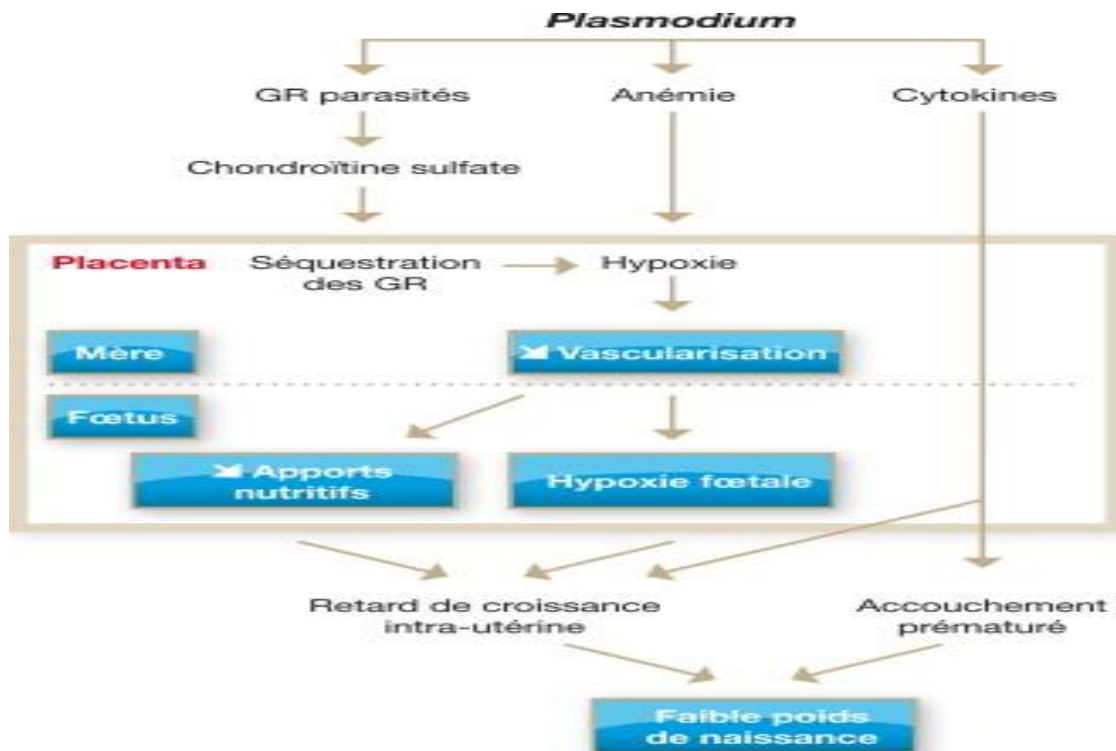 Plasmodium
GR parasités
Anémie
Cytokines
Chondroïtine sulfate
Placenta
Séquestration
des GR
Hypoxie
Mère
↘ Vascularisation
Fœtus
↘ Apports
nutritifs
Hypoxie fœtale
Retard de croissance
intra-utérine
Accouchement
prématuré
Faible poids
de naissance